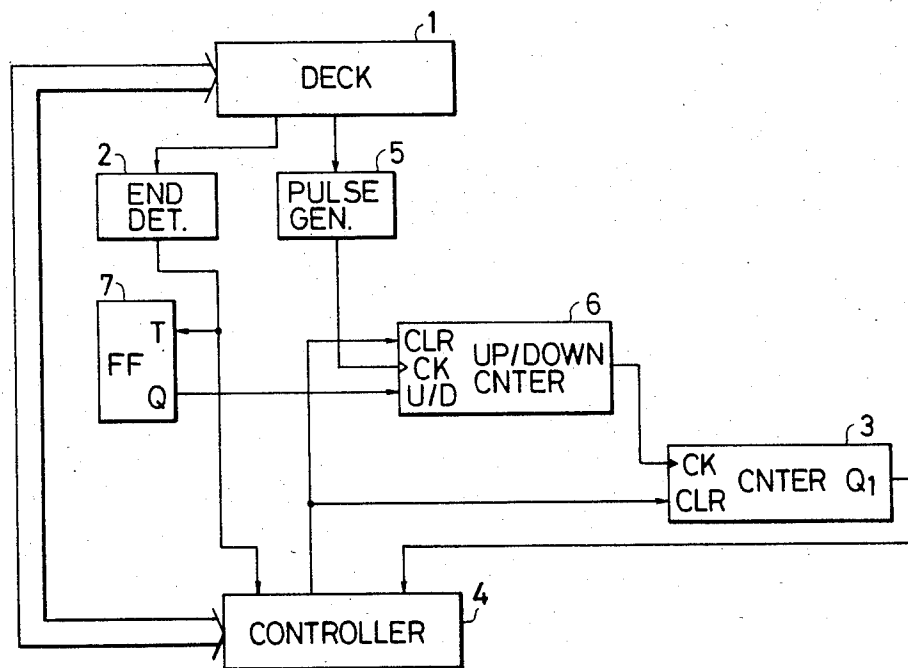 1
DECK
2
END
DET.
5
PULSE
GEN.
7
T
FF
Q
6
CLR
CK
U/D
UP/DOWN
CNTER
3
CK
CLR
CNTER
Q1
4
CONTROLLER